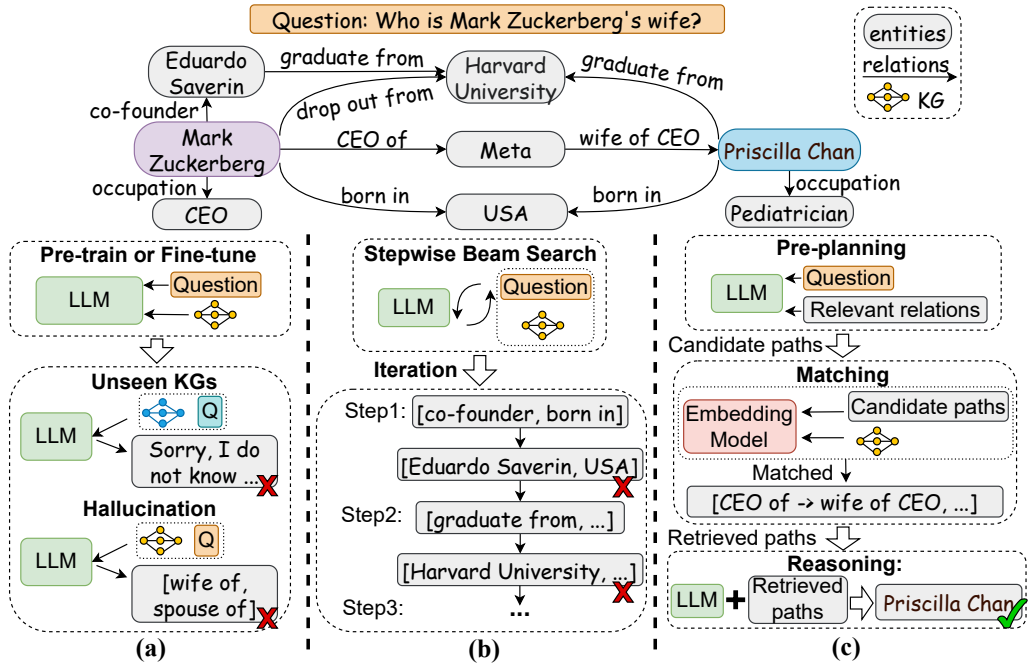 Question: Who is Mark Zuckerberg's wife?
Eduardo
Saverin
graduate from
Harvard
University
graduate from
entities
relations
KG
co-founder
drop out from
Mark
Zuckerberg
CEO of
Meta
wife of CEO
Priscilla Chan
occupation
CEO
born in
USA
born in
occupation
Pediatrician
Pre-train or Fine-tune
LLM
Question
Unseen KGs
LLM
Q
Sorry, I do
not know ...
X
Hallucination
LLM
Q
[wife of,
spouse of]
X
(a)
Stepwise Beam Search
LLM
Question
Iteration
Step1:
[co-founder, born in]
[Eduardo Saverin, USA]
X
Step2:
[graduate from, ...]
[Harvard University, ...]
X
Step3:
...
(b)
Pre-planning
LLM
Question
Relevant relations
Candidate paths
Matching
Embedding
Model
Candidate paths
Matched
[CEO of -> wife of CEO, ...]
Retrieved paths
Reasoning:
LLM
+
Retrieved
paths
Priscilla Chan
(c)